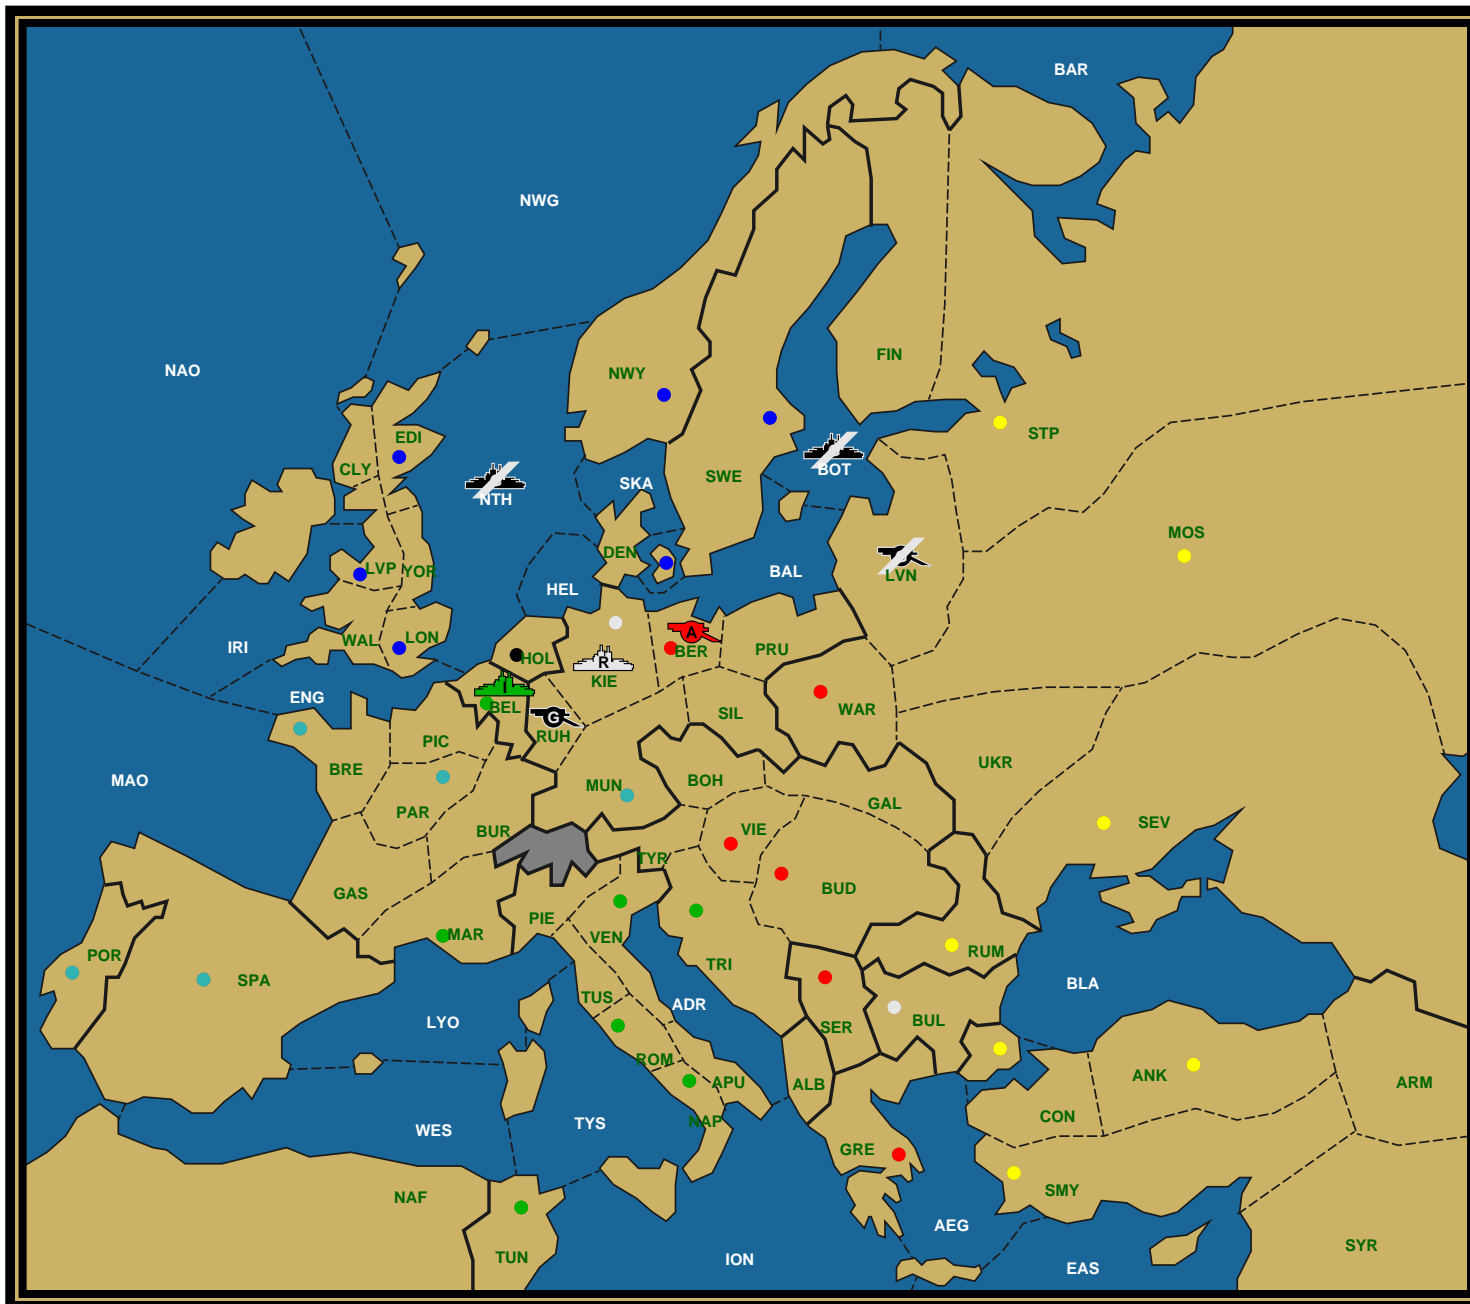 BAR
NWG
NAO
FIN
NWY
EDI
STP
CLY
BOT
SWE
SKA
NTH
MOS
DEN
LVP
YOR
BAL
LVN
HEL
WAL
LON
IRI
A
BER
PRU
HOL
R
KIE
ENG
I
BEL
G
RUH
SIL
WAR
PIC
BRE
UKR
MAO
MUN
BOH
GAL
PAR
BUR
VIE
SEV
TYR
BUD
GAS
PIE
MAR
VEN
POR
SPA
RUM
TRI
BLA
TUS
ADR
LYO
BUL
SER
ROM
APU
ALB
ANK
ARM
NAP
CON
WES
TYS
GRE
SMY
NAF
AEG
TUN
ION
EAS
SYR